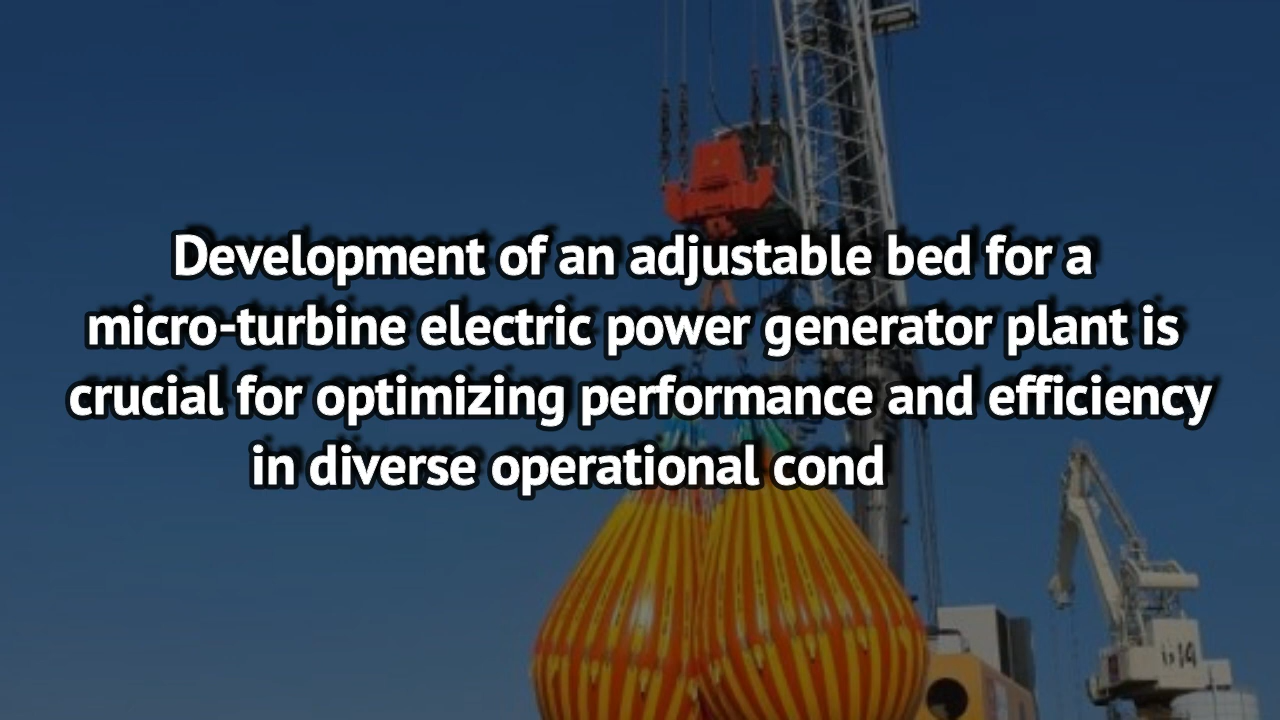 Development of an adjustable bed for a
micro-turbine electric power generator plant is
crucial for optimizing performance and efficiency
in diverse operational cond